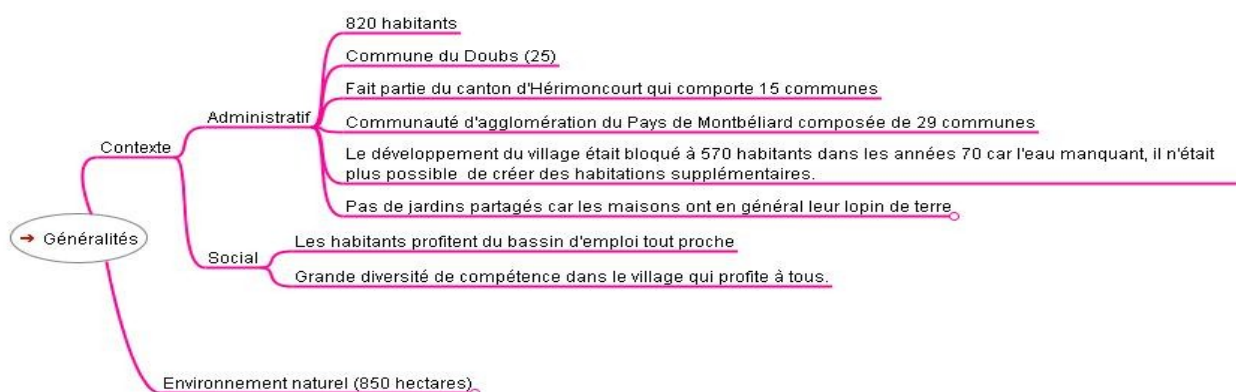 820 habitants
Commune du Doubs (25)
Fait partie du canton d'Hérimoncourt qui comporte 15 communes
Administratif
Communauté d'agglomération du Pays de Montbéliard composée de 29 communes
Contexte
Le développement du village était bloqué à 570 habitants dans les années 70 car l'eau manquant, il n'était
plus possible de créer des habitations supplémentaires.
Pas de jardins partagés car les maisons ont en général leur lopin de terre
Généralités
Les habitants profitent du bassin d'emploi tout proche
Social
Grande diversité de compétence dans le village qui profite à tous.
Environnement naturel (850 hectares)